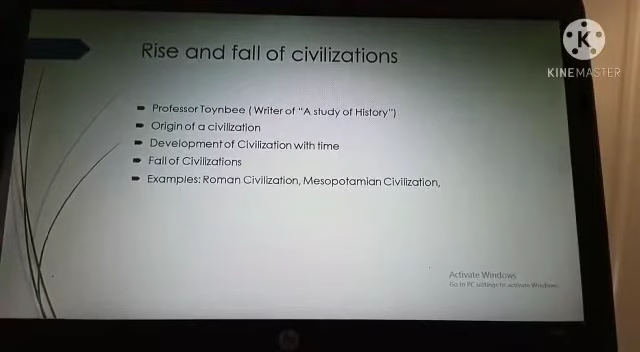 Rise and fall of civilizations
KINEMASTER
Professor Toynbee ( Writer of "A study of History")
Origin of a civilization
Development of Civilization with time
Fall of Civilizations
Examples: Roman Civilization, Mesopotamian Civilization,
Activate Windows
Go to PC settings to activate Windows.